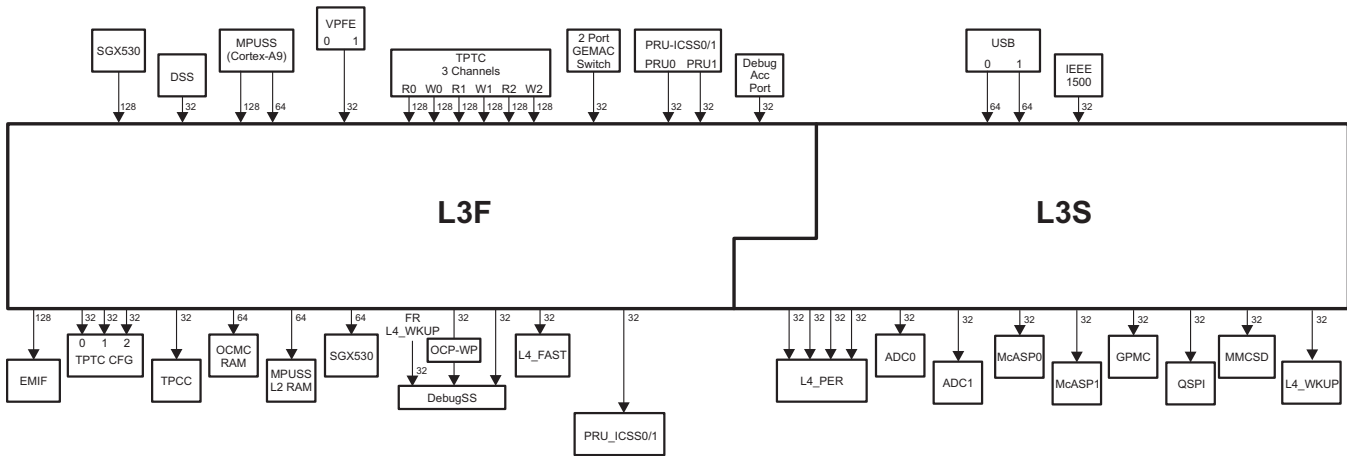 SGX530
DSS
MPUSS
(Cortex-A9)
VPFE
0 1
TPTC
3 Channels
R0 W0 R1 W1 R2 W2
2 Port
GEMAC
Switch
PRU-ICSS0/1
PRU0 PRU1
Debug
Acc
Port
USB
0 1
IEEE
1500
128 32 128 64 32 128 128 128 128 128 128 32 32 32 32 64 64 32
L3F
L3S
128 32 32 32 32 64 64 64
FR
L4_WKUP
32
32 32 32 32
32 32 32 32 32 32 32 32 32 32 32 32
EMIF
0 1 2
TPTC CFG
TPCC
OCMC
RAM
MPUSS
L2 RAM
SGX530
OCP-WP
DebugSS
L4_FAST
PRU_ICSS0/1
L4_PER
ADC0
ADC1
McASP0
McASP1
GPMC
QSPI
MMCSD
L4_WKUP